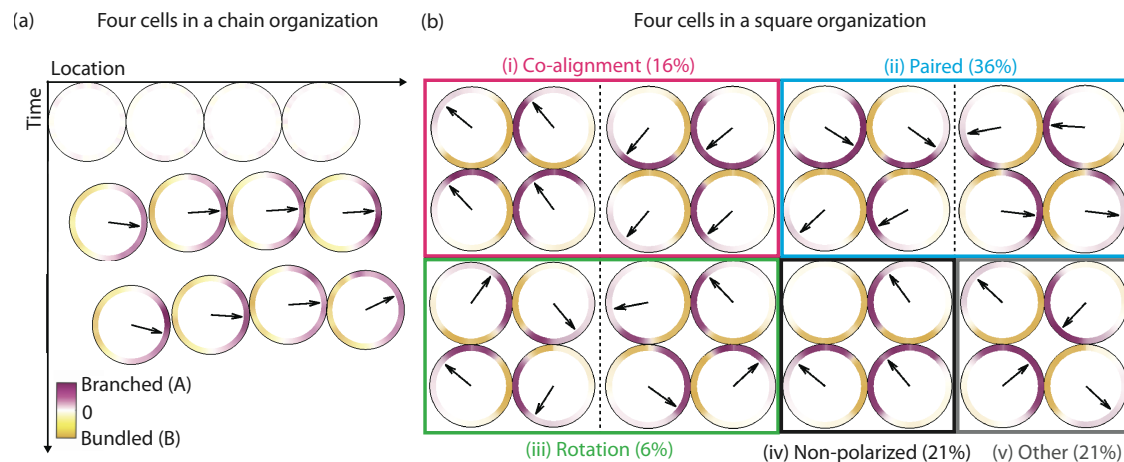 (a)
Four cells in a chain organization
Location
Time
Branched (A)
0
Bundled (B)
(b)
Four cells in a square organization
(i) Co-alignment (16%)
(ii) Paired (36%)
(iii) Rotation (6%)
(iv) Non-polarized (21%)
(v) Other (21%)